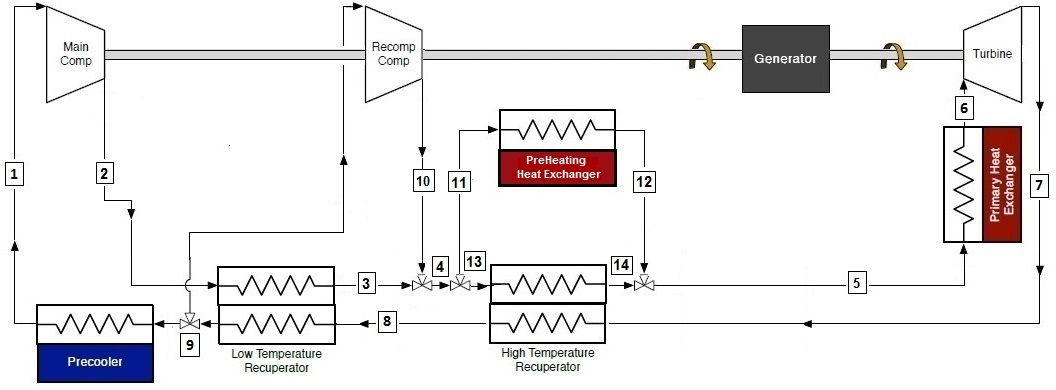 Main
Comp
Recomp
Comp
Generator
Turbine
6
PreHeating
Heat Exchanger
Primary Heat
Exchanger
1
2
10
11
12
7
3
4
13
14
5
8
9
Precooler
Low Temperature
Recuperator
High Temperature
Recuperator